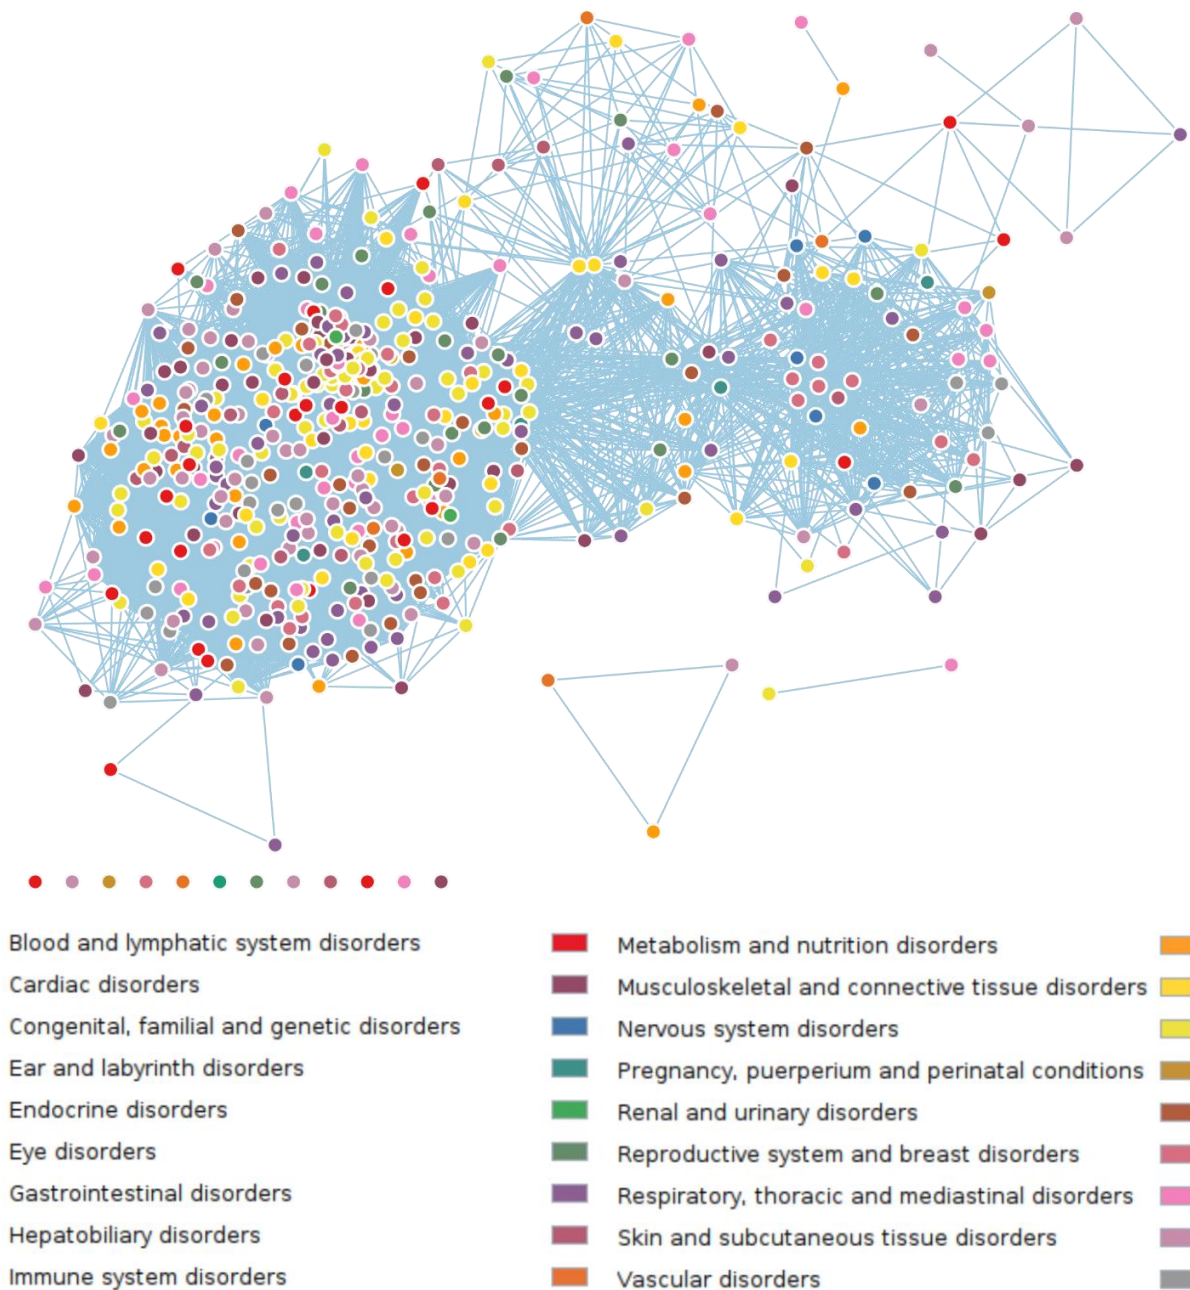 Blood and lymphatic system disorders
Cardiac disorders
Congenital, familial and genetic disorders
Ear and labyrinth disorders
Endocrine disorders
Eye disorders
Gastrointestinal disorders
Hepatobiliary disorders
Immune system disorders
Metabolism and nutrition disorders
Musculoskeletal and connective tissue disorders
Nervous system disorders
Pregnancy, puerperium and perinatal conditions
Renal and urinary disorders
Reproductive system and breast disorders
Respiratory, thoracic and mediastinal disorders
Skin and subcutaneous tissue disorders
Vascular disorders